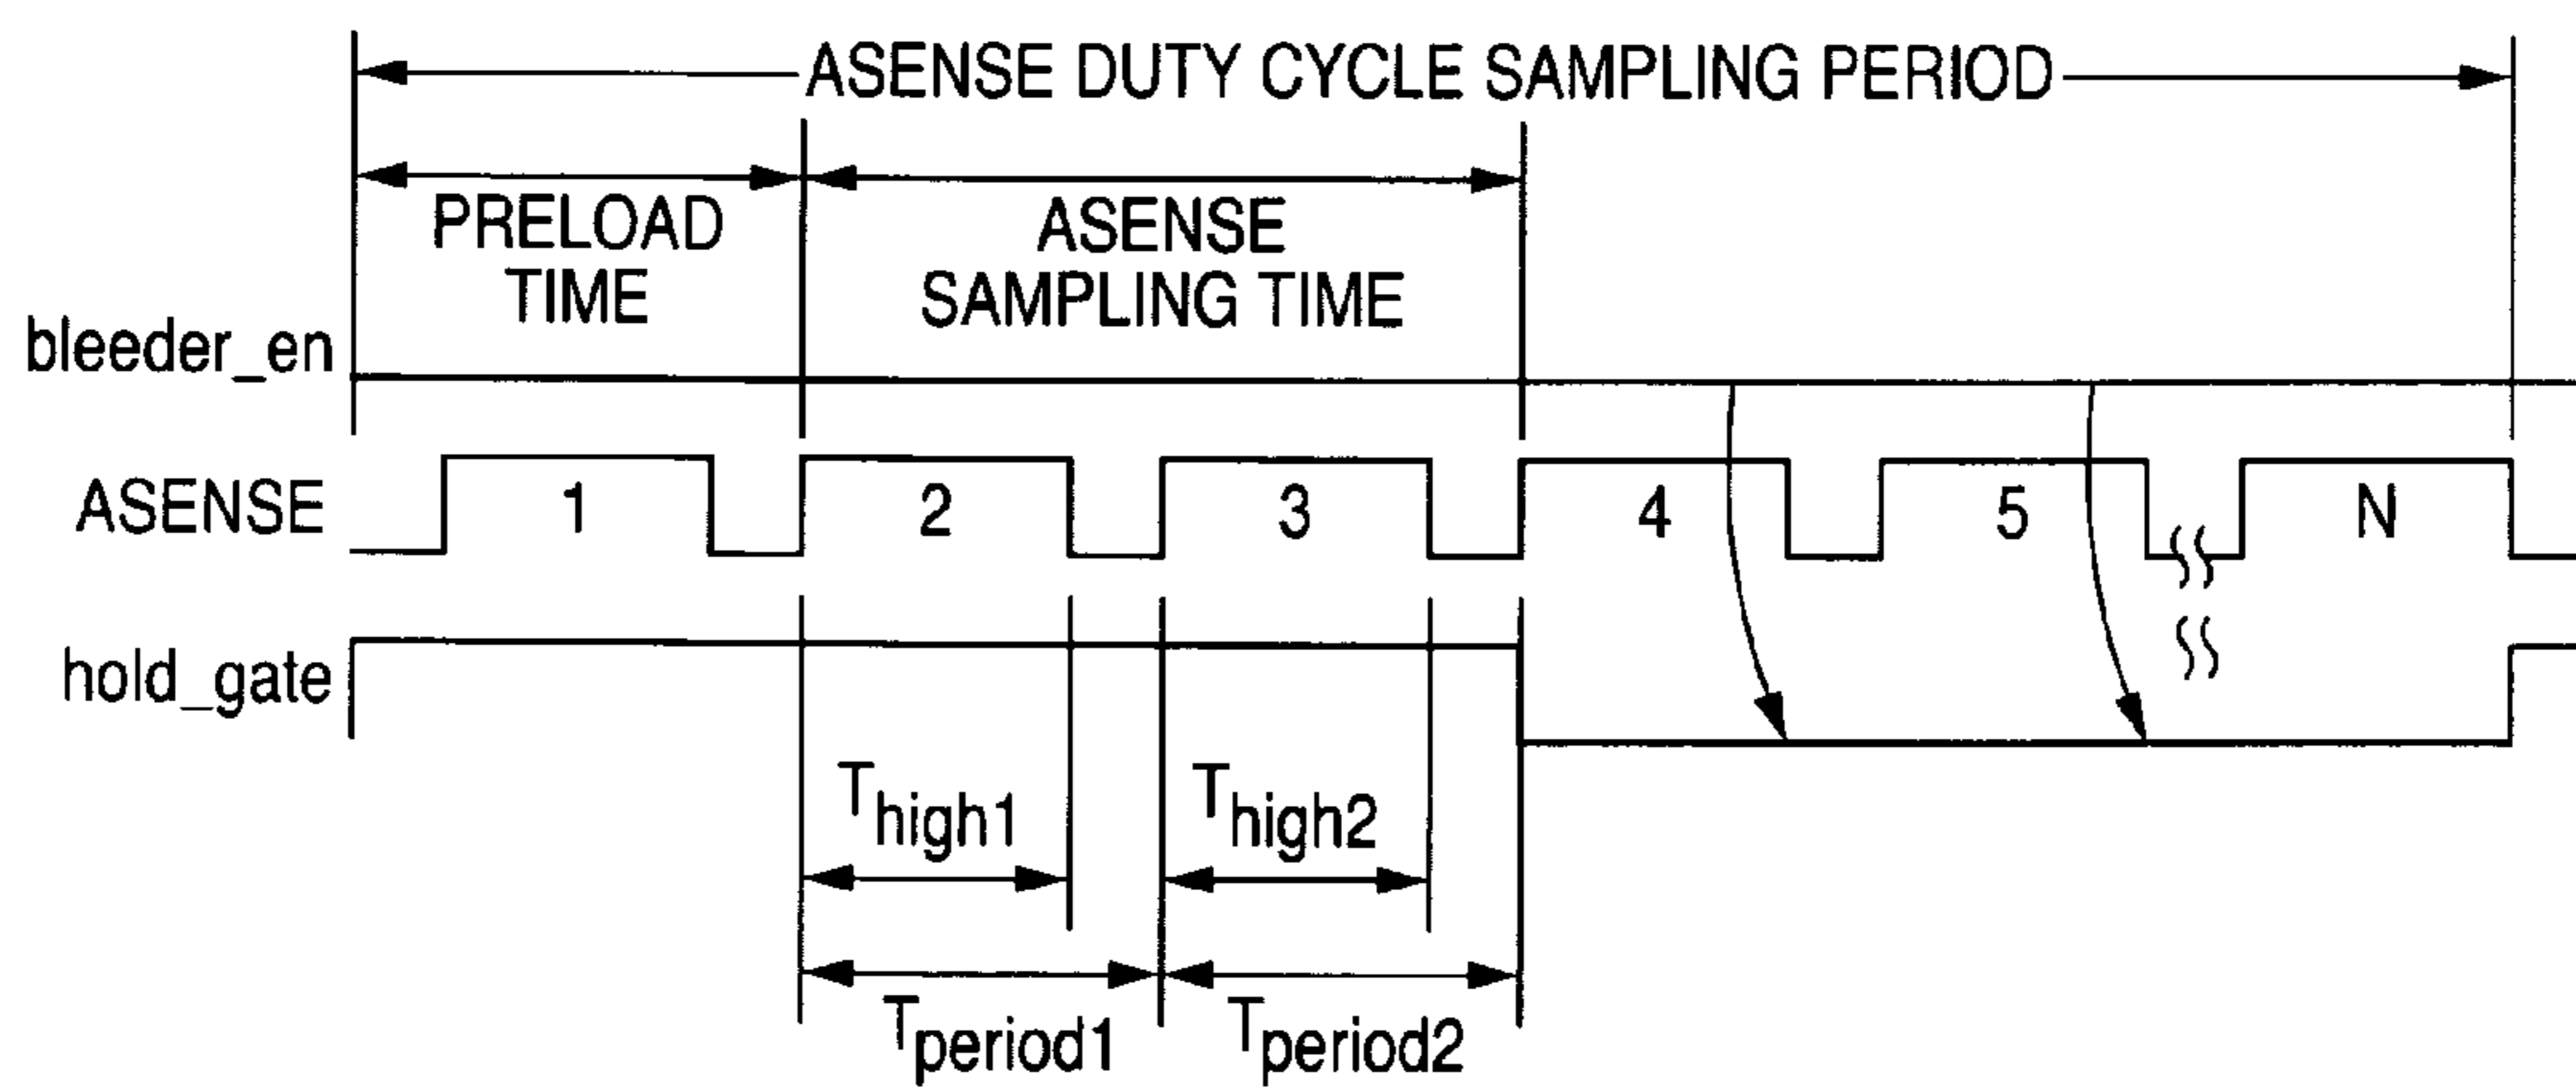 ASENSE DUTY CYCLE SAMPLING PERIOD
PRELOAD
TIME
ASENSE
SAMPLING TIME
bleeder_en
ASENSE
1
2
3
4
5
N
hold_gate
Thigh1
Thigh2
Tperiod1
Tperiod2